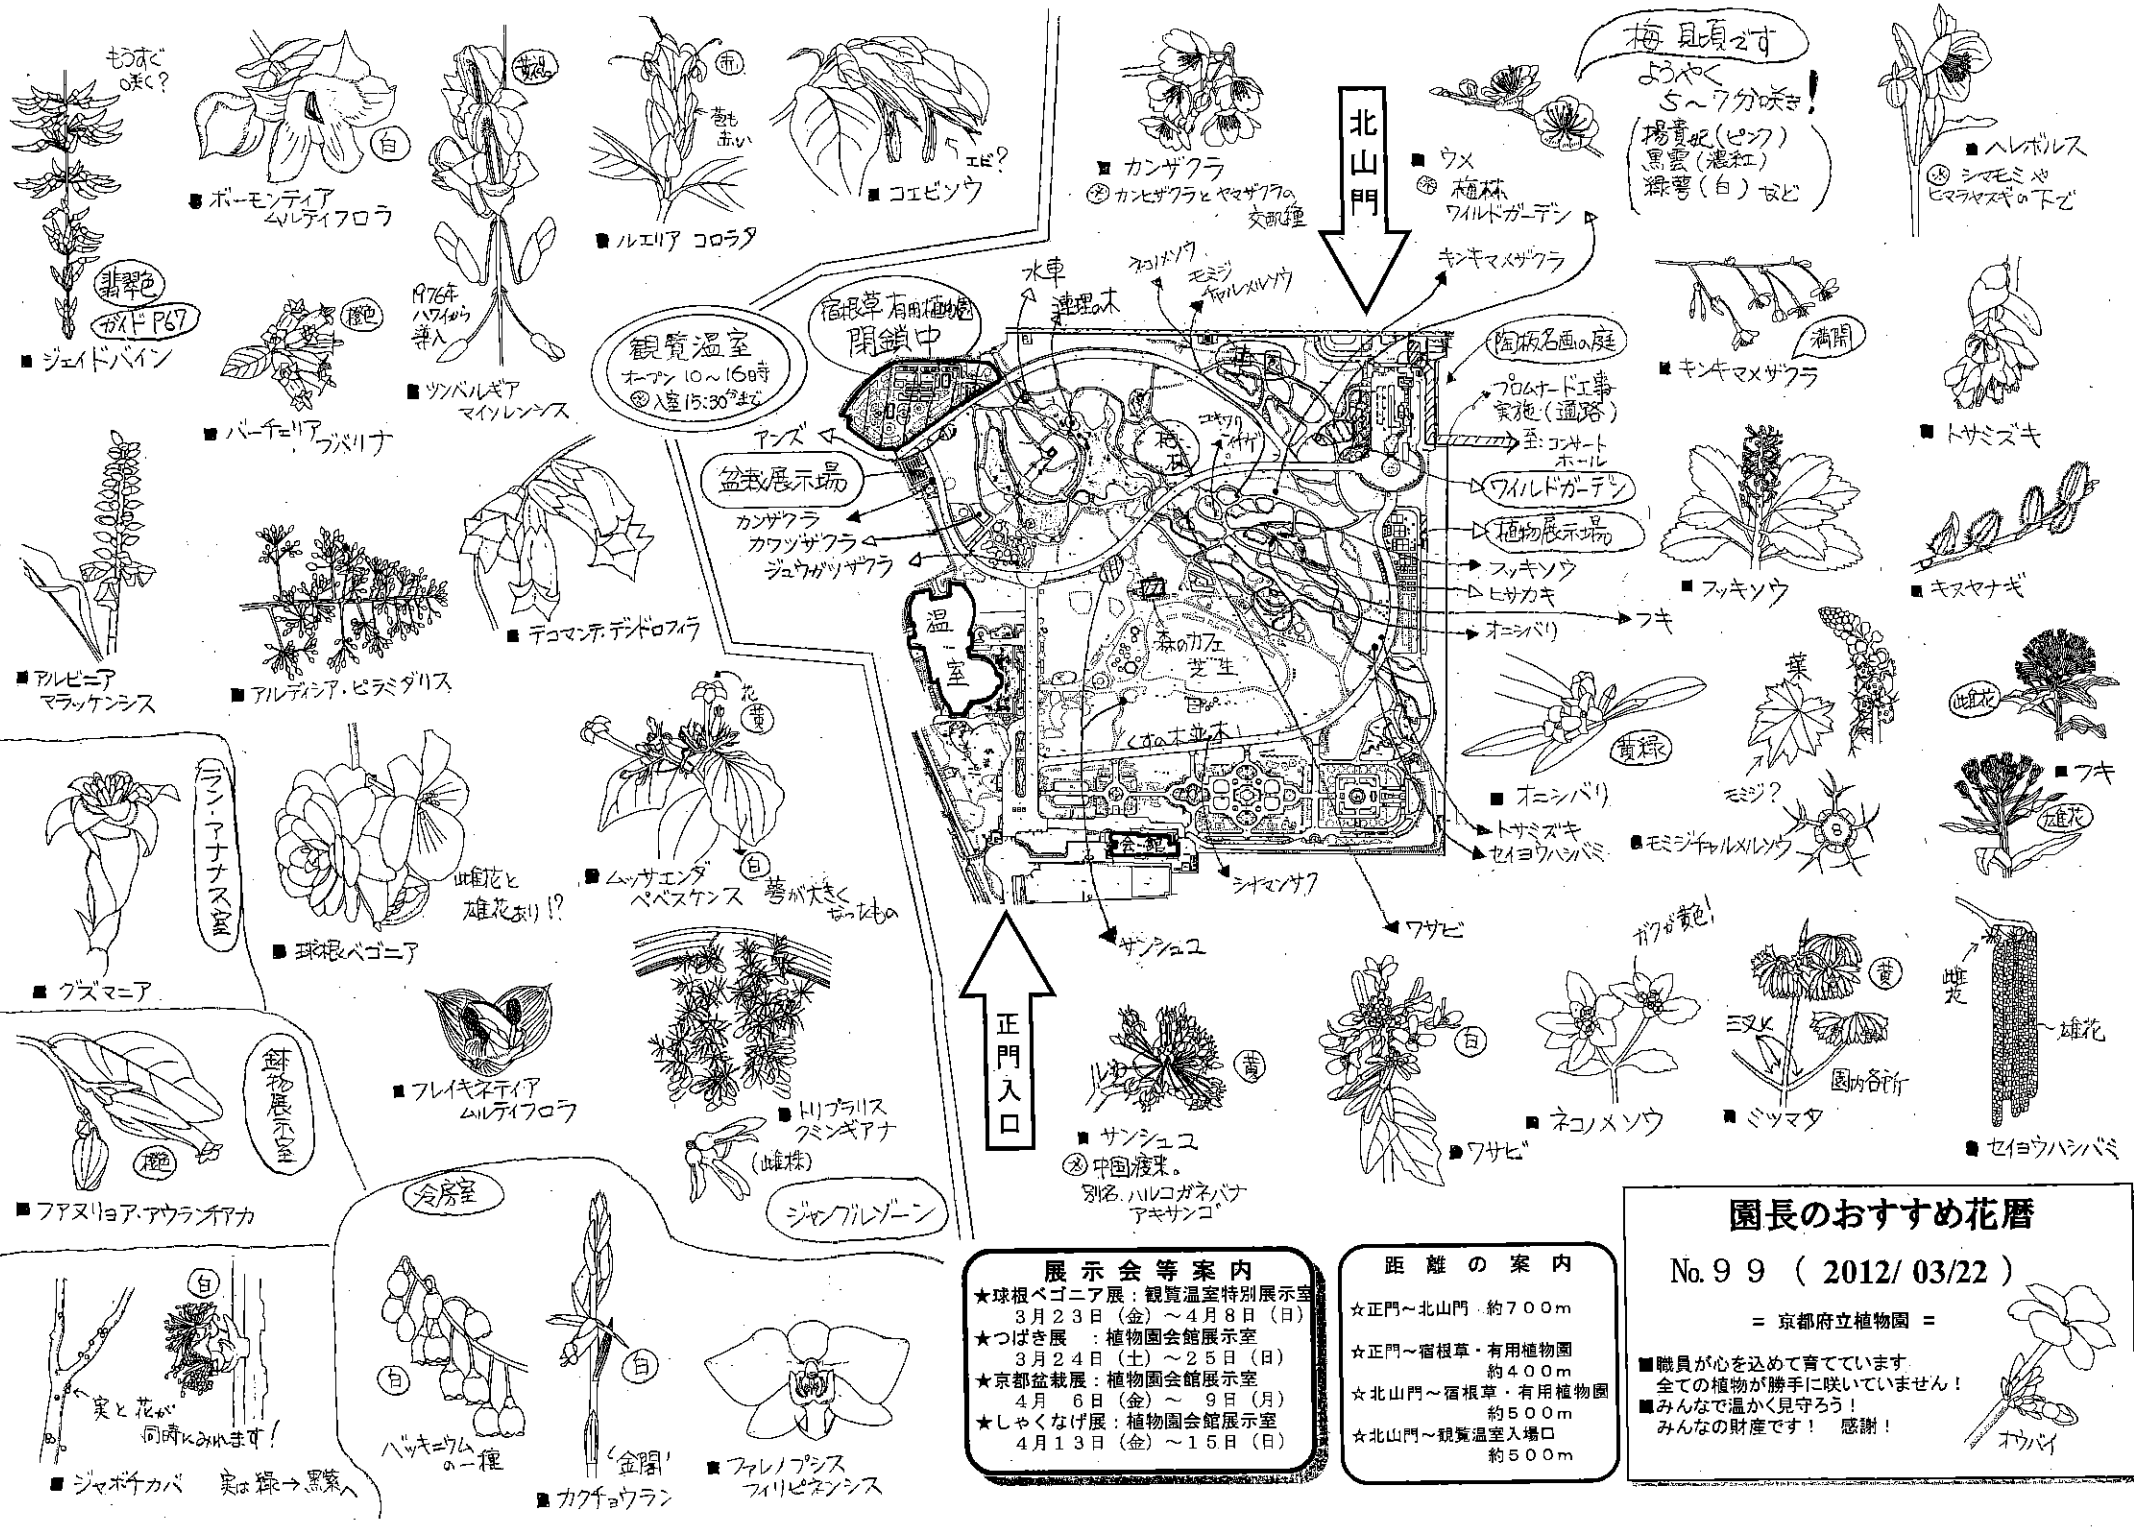 もうすぐ
咲く?
翡翠色
ガイドP67
■ ジェイドバイン
白
■ ボーモンティア
ムルティフロラ
橙色
■ バーチェリア
ブバリナ
黄褐
1976年
ハワイから
導入
■ ツンベルギア
マイソレンシス
赤
苞も
赤い
■ ルエリア コロラタ
エビ?
■ コエビソウ
■ カンザクラ
カンヒザクラとヤマザクラの
交配種
北山門
■ ウメ
梅林
ワイルドガーデン
梅見頃です
ようやく
5～7分咲き!
楊貴妃(ピンク)
黒雲(濃紅)
緑萼(白)など
■ ヘレボルス
シマモミや
ヒマラヤスギの下で
観覧温室
オープン 10～16時
入室15:30分まで
宿根草有用植物園
閉鎖中
水車
連理の木
ネコノメソウ
モミジ
チャルメルソウ
キンキマメザクラ
陶板名画の庭
プロムナード工事
実施(通路)
至:コンサート
ホール
ワイルドガーデン
植物展示場
フッキソウ
ヒサカキ
オニシバリ
フキ
アンズ
盆栽展示場
カンザクラ
カワヅザクラ
ジュウガツザクラ
梅林
温室
森のカフェ
芝生
くすの木並木
会館
トサミズキ
セイヨウハシバミ
シナマンサク
ワサビ
サンシュユ
正門入口
満開
■ キンキマメザクラ
■ トサミズキ
■ フッキソウ
■ キヌヤナギ
黄緑
■ オニシバリ
葉
モミジ?
■ モミジチャルメルソウ
雌花
■ フキ
雄花
■ アルピニア
マラッケンシス
■ アルディシア・ピラミダリス
■ テコマンテ・デンドロフィラ
ラン・アナナス室
■ グズマニア
雌花と
雄花あり!?
■ 球根ベゴニア
花
黄
白
■ ムッサエンダ
ペベスケンス
萼が大きく
なったもの
鉢物展示室
橙色
■ ファヌリョア・アウランチアカ
■ フレイキネティア
ムルティフロラ
■ トリプラリス
クミンギアナ
(雌株)
ジャングルゾーン
黄
■ サンシュユ
中国渡来。
別名.ハルコガネバナ
アキサンゴ
白
■ ワサビ
ガクが黄色!
■ ネコノメソウ
黄
三又に
園内各所
■ ミツマタ
雌花
雄花
■ セイヨウハシバミ
白
実と花が
同時にみれます!
■ ジャボチカバ
実は緑→黒紫へ
冷房室
白
バッキニウム
の一種
白
'金閣'
■ カクチョウラン
■ ファレノプシス
フィリピネンシス
展示会等案内
★球根ベゴニア展：観覧温室特別展示室
3月23日(金)～4月8日(日)
★つばき展　：植物園会館展示室
3月24日(土)～25日(日)
★京都盆栽展：植物園会館展示室
4月　6日(金)～　9日(月)
★しゃくなげ展：植物園会館展示室
4月13日(金)～15日(日)
距離の案内
☆正門～北山門 約700m
☆正門～宿根草・有用植物園
約400m
☆北山門～宿根草・有用植物園
約500m
☆北山門～観覧温室入場口
約500m
園長のおすすめ花暦
No.99 ( 2012/ 03/22 )
= 京都府立植物園 =
■職員が心を込めて育てています
全ての植物が勝手に咲いていません!
■みんなで温かく見守ろう!
みんなの財産です! 感謝!
オウバイ